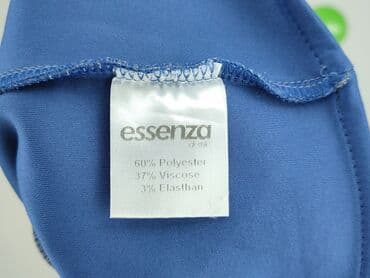 essenza
60% Polyester
37% Viscose
3% Elasthan